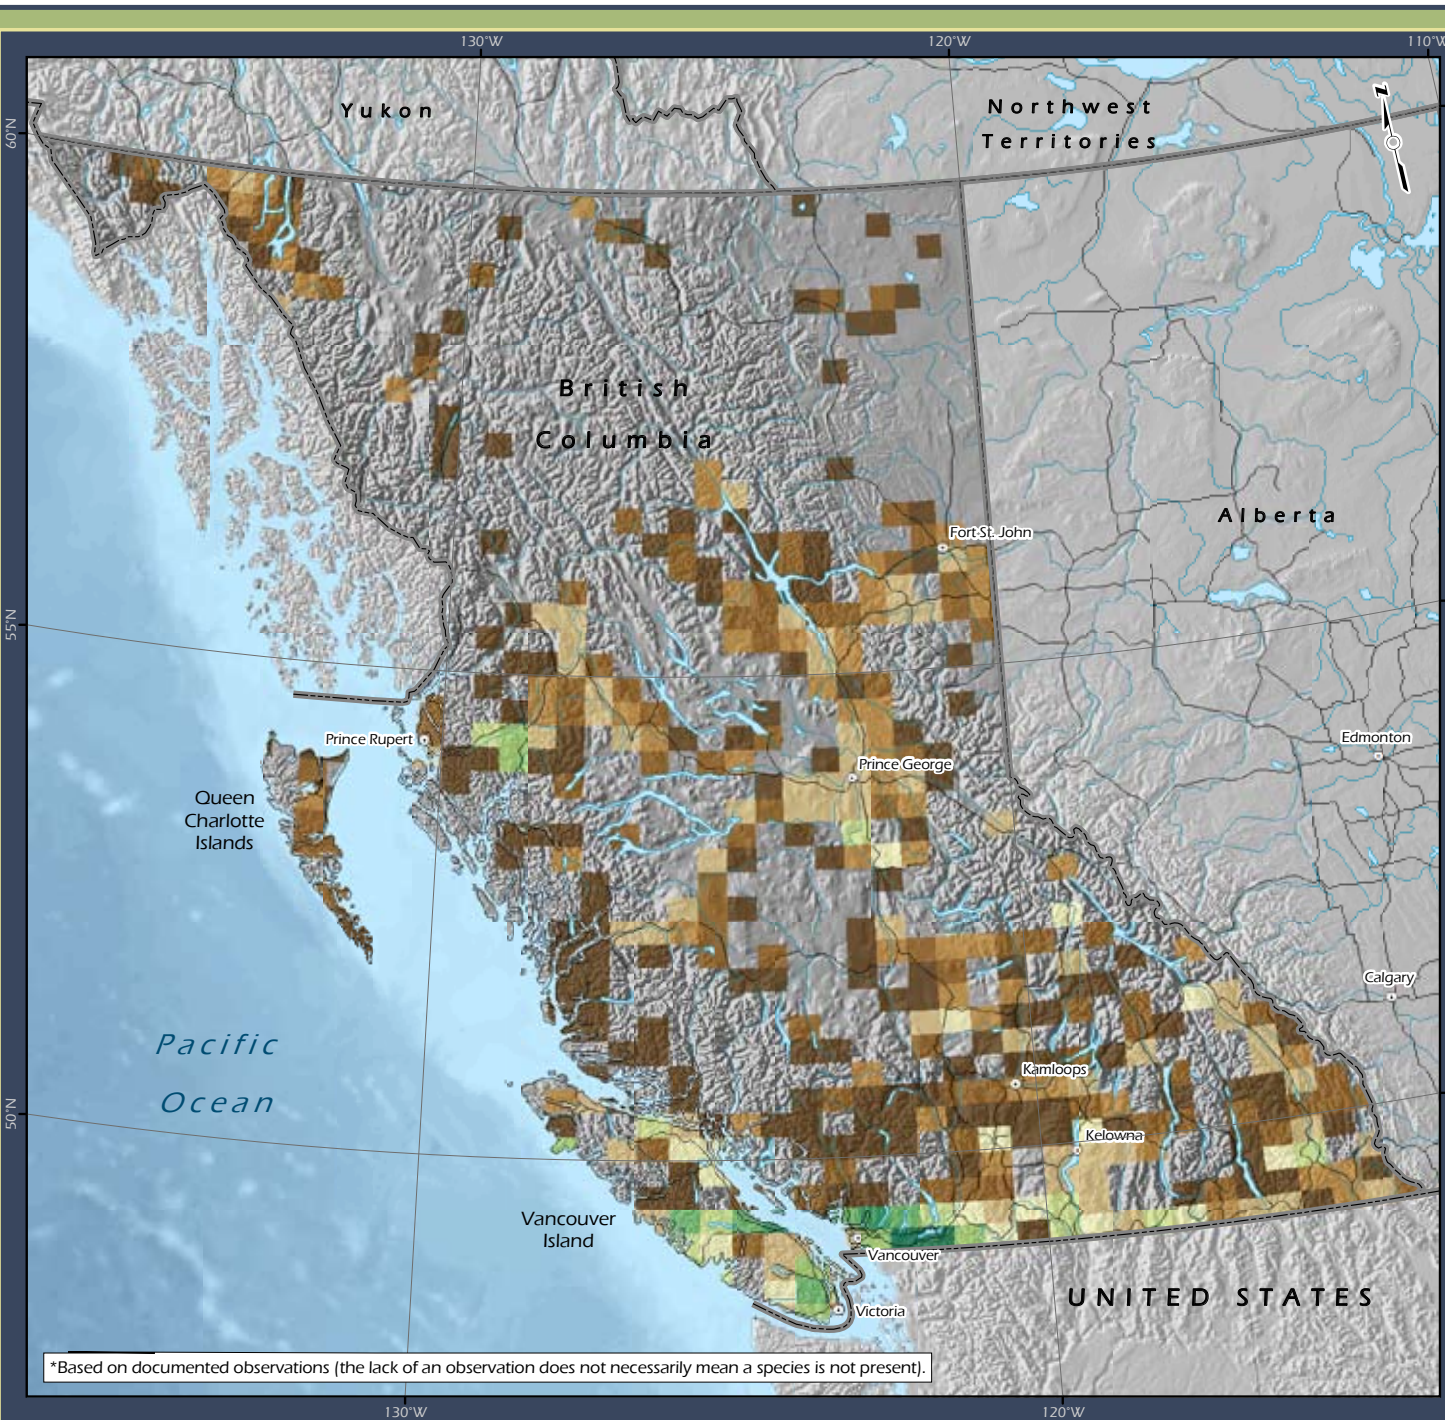 130°W
120°W
110°W
60°N
Yukon
Northwest
Territories
N
British
Columbia
Alberta
Fort St. John
55°N
Prince Rupert
Edmonton
Prince George
Queen
Charlotte
Islands
Calgary
Pacific
Ocean
Kamloops
50°N
Kelowna
Vancouver
Island
Vancouver
UNITED STATES
Victoria
*Based on documented observations (the lack of an observation does not necessarily mean a species is not present).
130°W
120°W